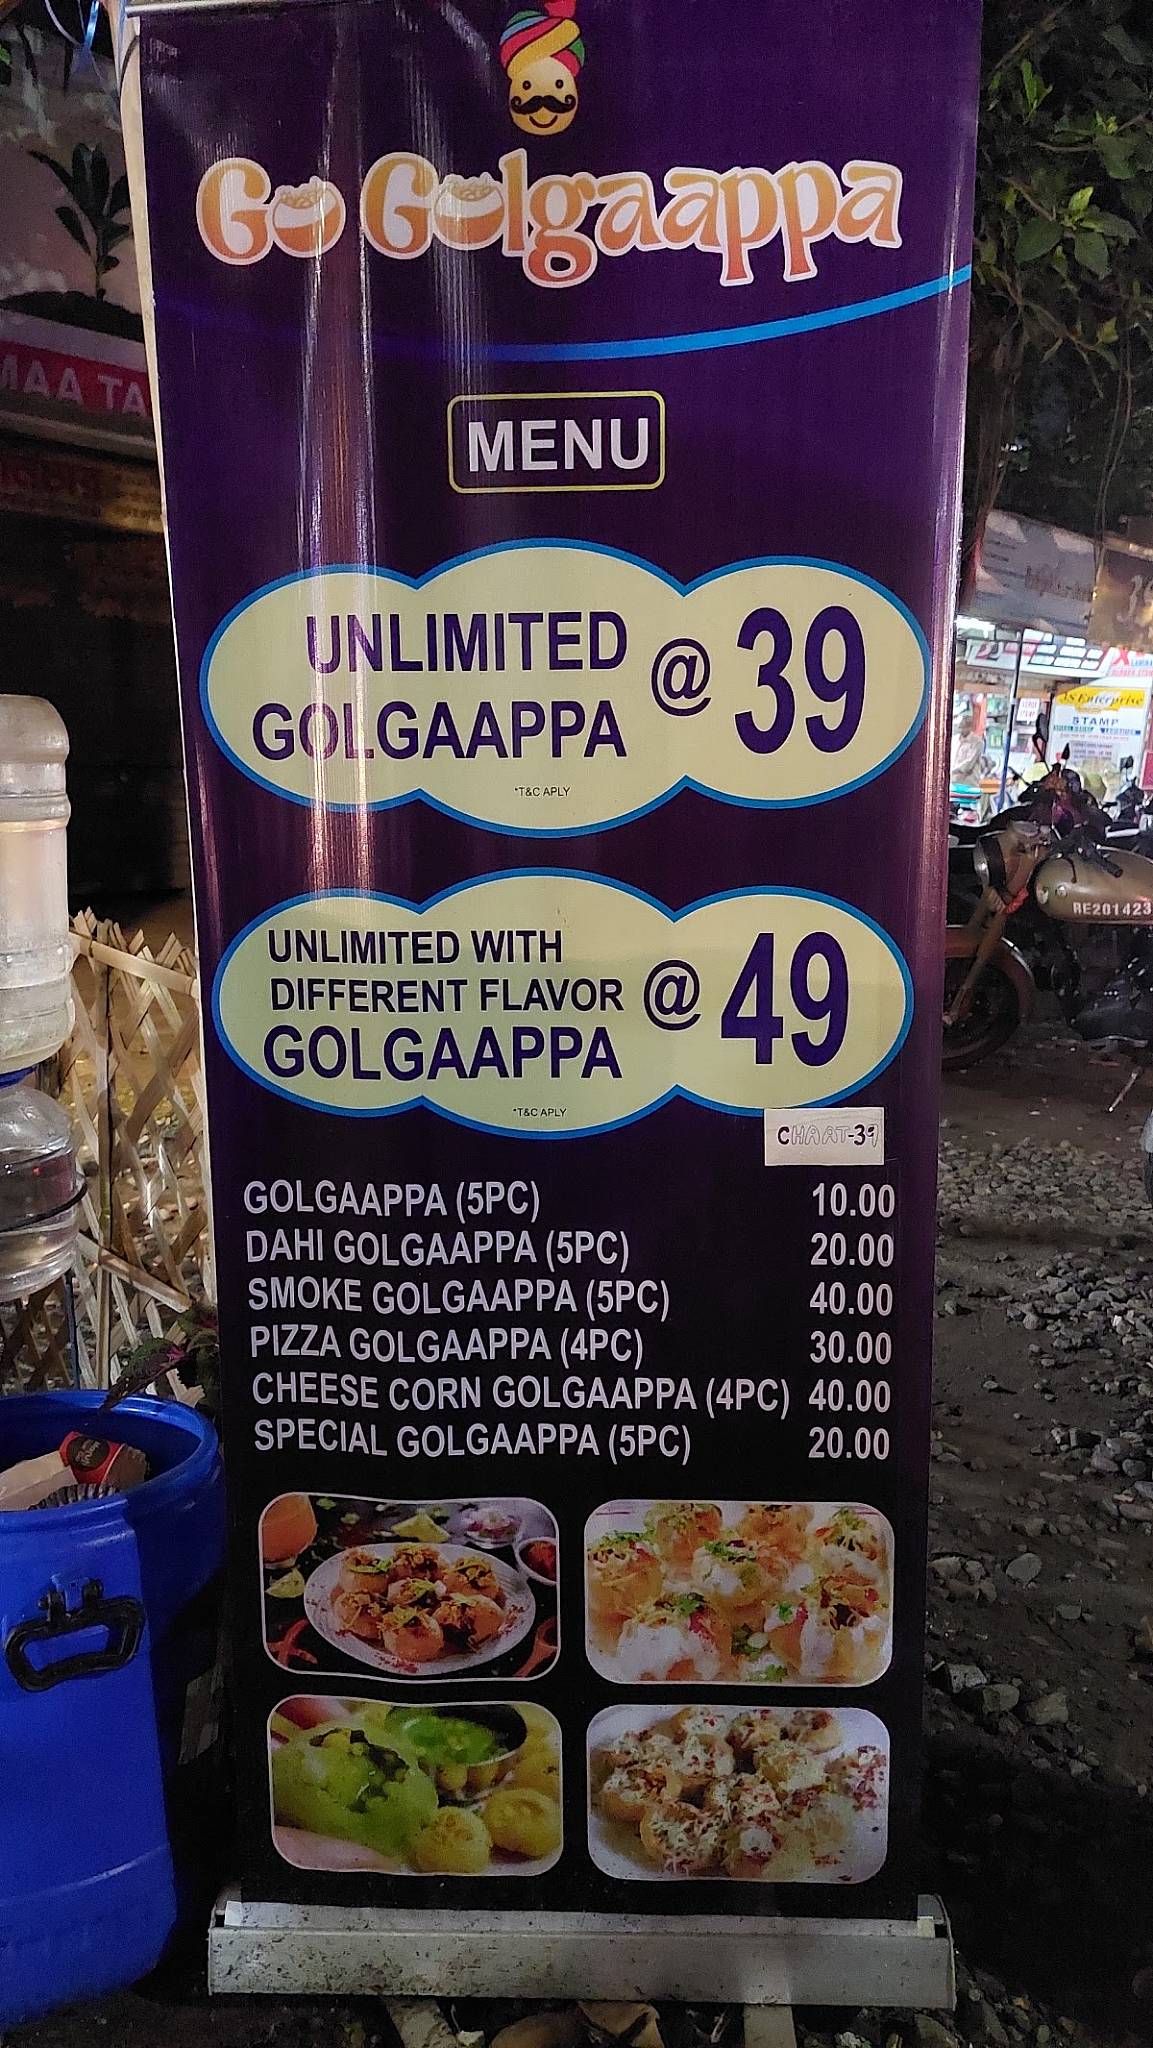 Go Golgaappa
MENU
UNLIMITED
GOLGAAPPA
@ 39
*T&C APLY
UNLIMITED WITH
DIFFERENT FLAVOR
GOLGAAPPA
@ 49
*T&C APLY
CHAAT-39
GOLGAAPPA (5PC) 10.00
DAHI GOLGAAPPA (5PC) 20.00
SMOKE GOLGAAPPA (5PC) 40.00
PIZZA GOLGAAPPA (4PC) 30.00
CHEESE CORN GOLGAAPPA (4PC) 40.00
SPECIAL GOLGAAPPA (5PC) 20.00
MAA TA
Enterprise
STAMP
RE201423